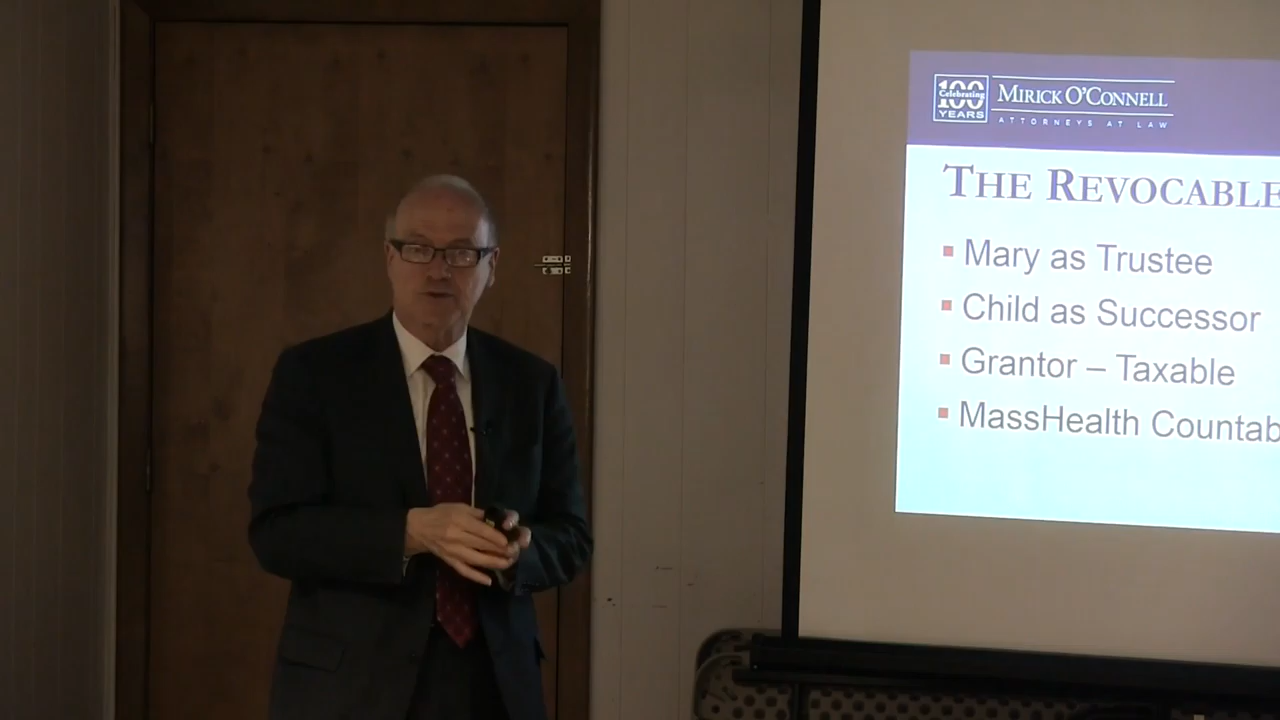 Celebrating
100
YEARS
MIRICK O'CONNELL
ATTORNEYS AT LAW
THE REVOCABLE
Mary as Trustee
Child as Successor
Grantor – Taxable
MassHealth Countab